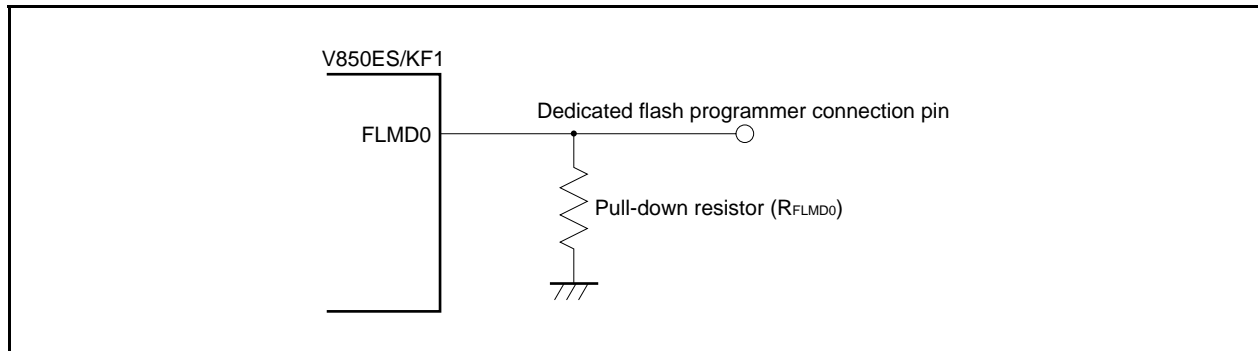 V850ES/KF1
Dedicated flash programmer connection pin
FLMD0
Pull-down resistor (RFLMD0)